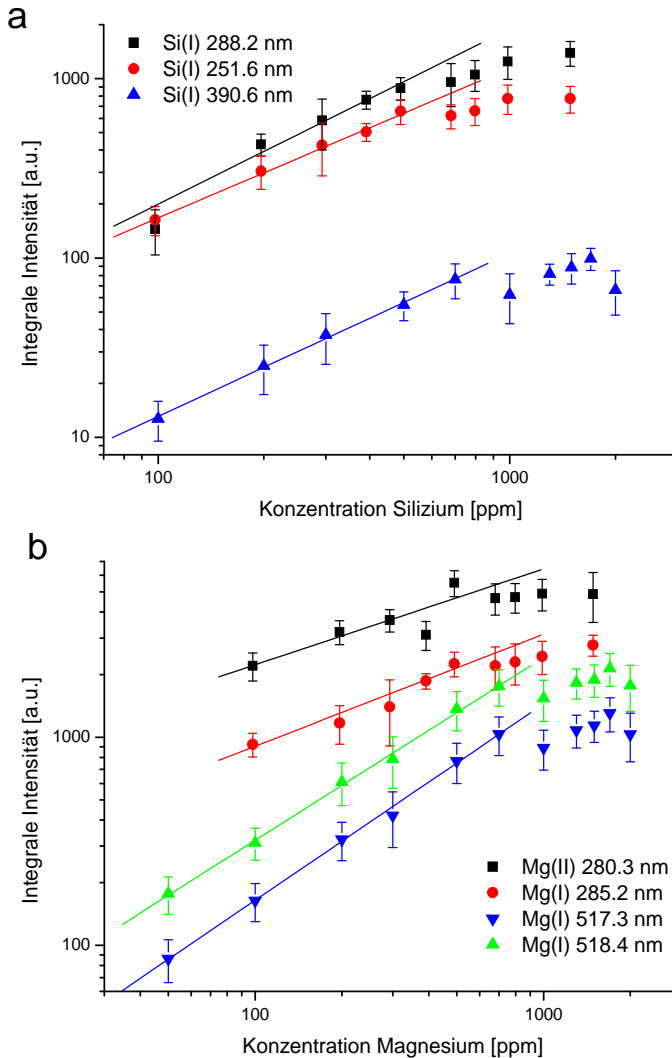 a
Si(I) 288.2 nm
Si(I) 251.6 nm
Si(I) 390.6 nm
1000
100
10
Integrale Intensität [a.u.]
100 1000
Konzentration Silizium [ppm]
b
1000
100
Integrale Intensität [a.u.]
Mg(II) 280.3 nm
Mg(I) 285.2 nm
Mg(I) 517.3 nm
Mg(I) 518.4 nm
100 1000
Konzentration Magnesium [ppm]